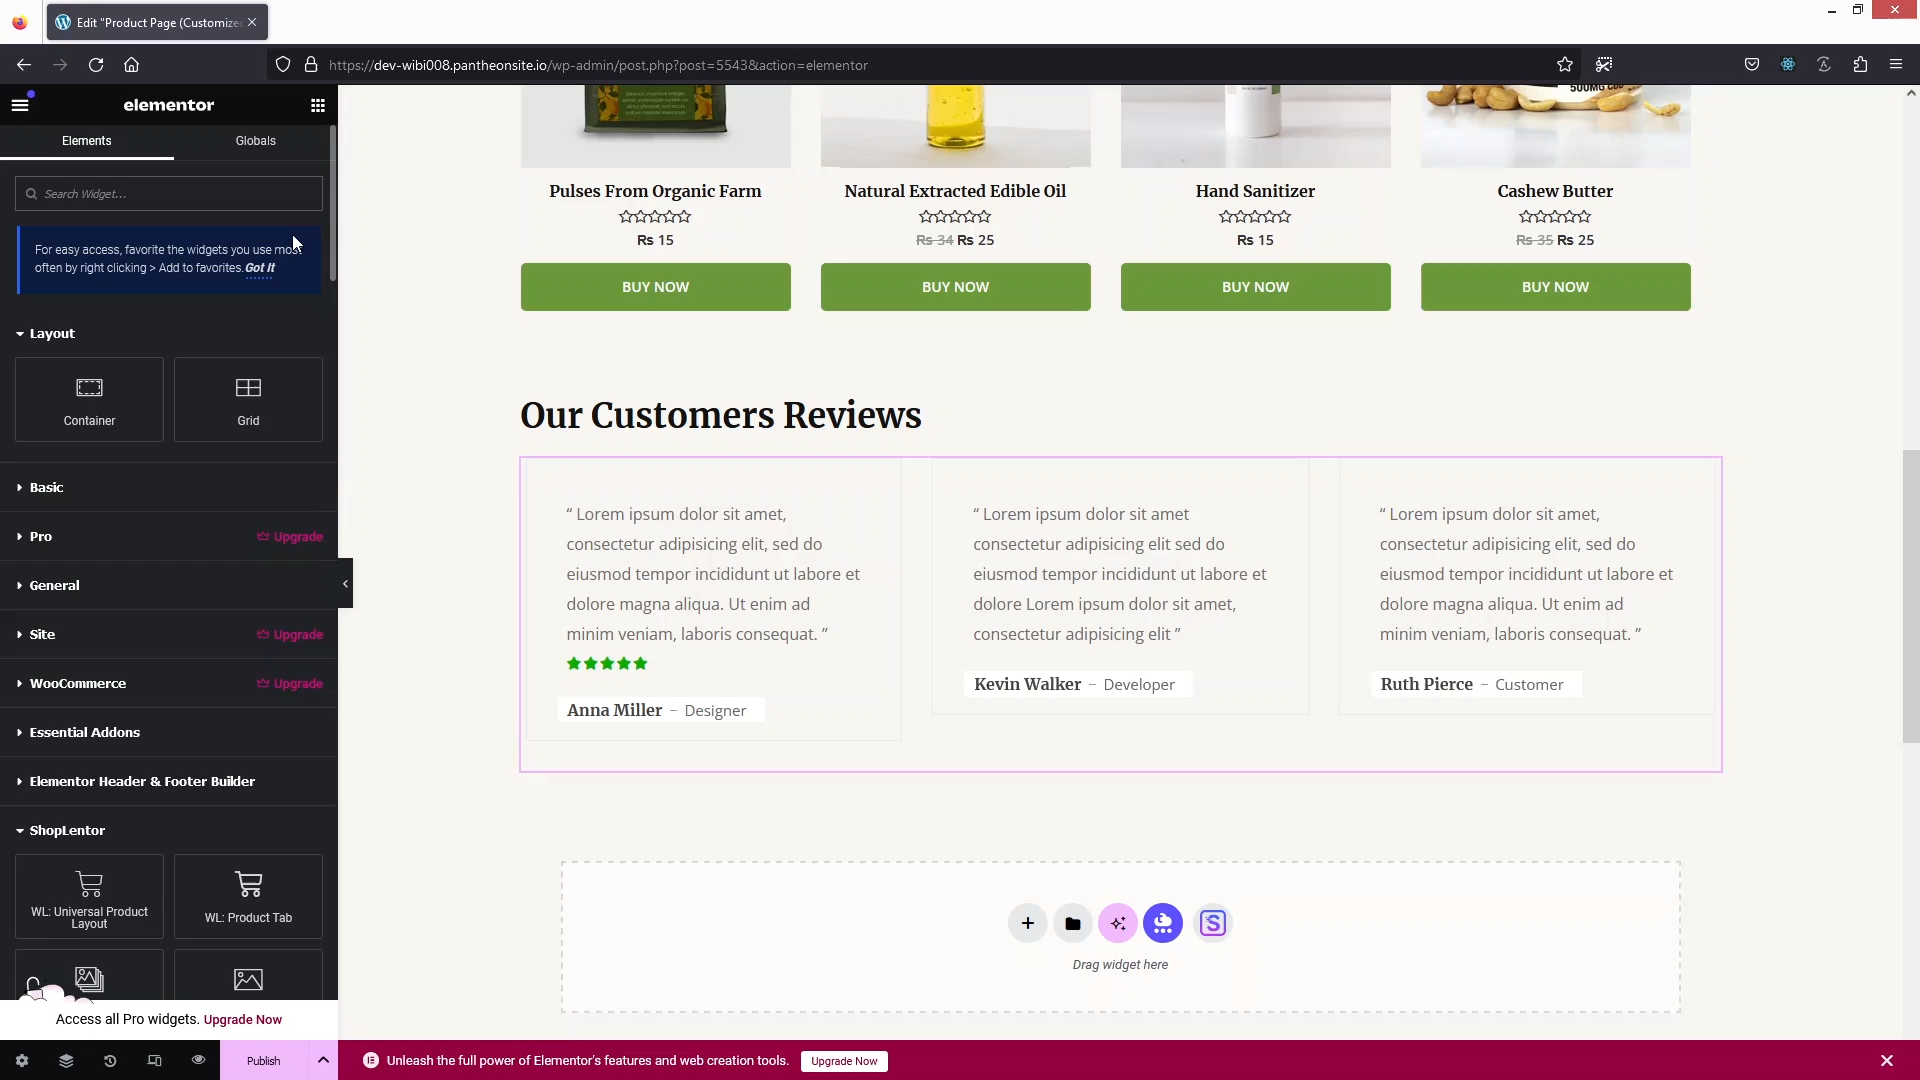 Edit "Product Page (Customize
https://dev-wibi008.pantheonsite.io/wp-admin/post.php?post=5543&action=elementor
elementor
Elements
Globals
Search Widget...
For easy access, favorite the widgets you use most
often by right clicking > Add to favorites. Got It
Layout
Container
Grid
Basic
Pro
Upgrade
General
Site
Upgrade
WooCommerce
Upgrade
Essential Addons
Elementor Header & Footer Builder
ShopLentor
WL: Universal Product
Layout
WL: Product Tab
Access all Pro widgets. Upgrade Now
Publish
500MG CBD
Pulses From Organic Farm
Natural Extracted Edible Oil
Hand Sanitizer
Cashew Butter
₨ 15
₨ 34 ₨ 25
₨ 15
₨ 35 ₨ 25
BUY NOW
BUY NOW
BUY NOW
BUY NOW
Our Customers Reviews
“ Lorem ipsum dolor sit amet,
consectetur adipisicing elit, sed do
eiusmod tempor incididunt ut labore et
dolore magna aliqua. Ut enim ad
minim veniam, laboris consequat. ”
Anna Miller – Designer
“ Lorem ipsum dolor sit amet
consectetur adipisicing elit sed do
eiusmod tempor incididunt ut labore et
dolore Lorem ipsum dolor sit amet,
consectetur adipisicing elit ”
Kevin Walker – Developer
“ Lorem ipsum dolor sit amet,
consectetur adipisicing elit, sed do
eiusmod tempor incididunt ut labore et
dolore magna aliqua. Ut enim ad
minim veniam, laboris consequat. ”
Ruth Pierce – Customer
Drag widget here
Unleash the full power of Elementor's features and web creation tools.
Upgrade Now